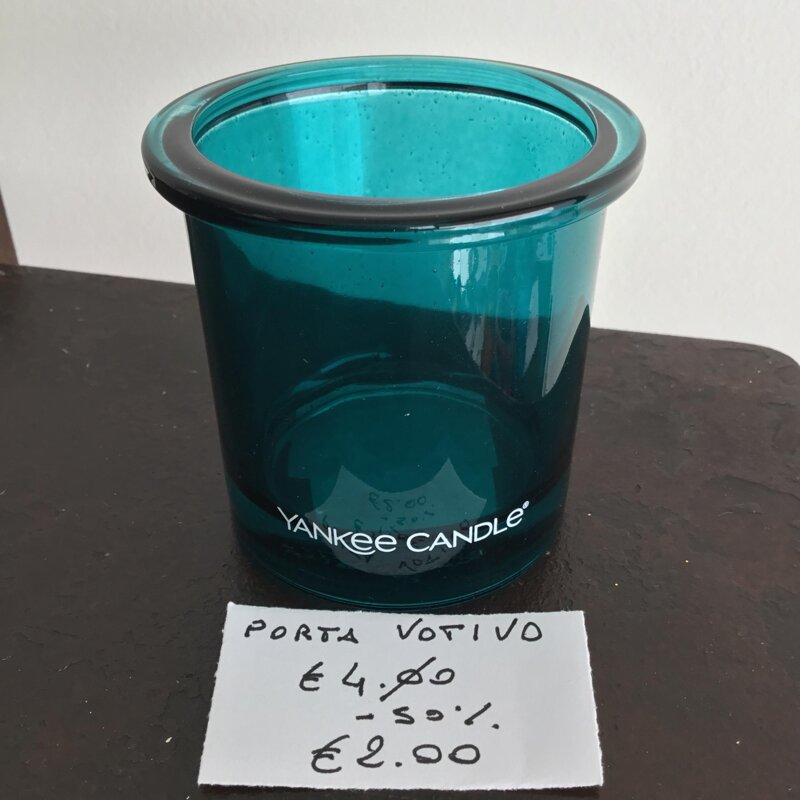 YANKEE CANDLE®
PORTA VOTIVO
€ 4.00
- 50%
€2.00